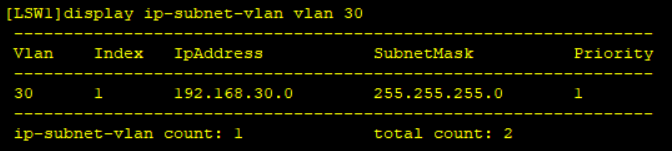 [LSW1]display ip-subnet-vlan vlan 30
----------------------------------------------------------------
Vlan Index IpAddress SubnetMask Priority
----------------------------------------------------------------
30 1 192.168.30.0 255.255.255.0 1
----------------------------------------------------------------
ip-subnet-vlan count: 1 total count: 2